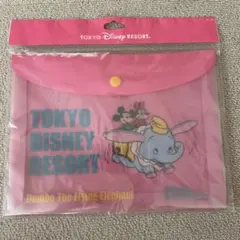 TOKYO Disney RESORT®
TOKYO
DISNEY
RESORT
Dumbo The Flying Elephant